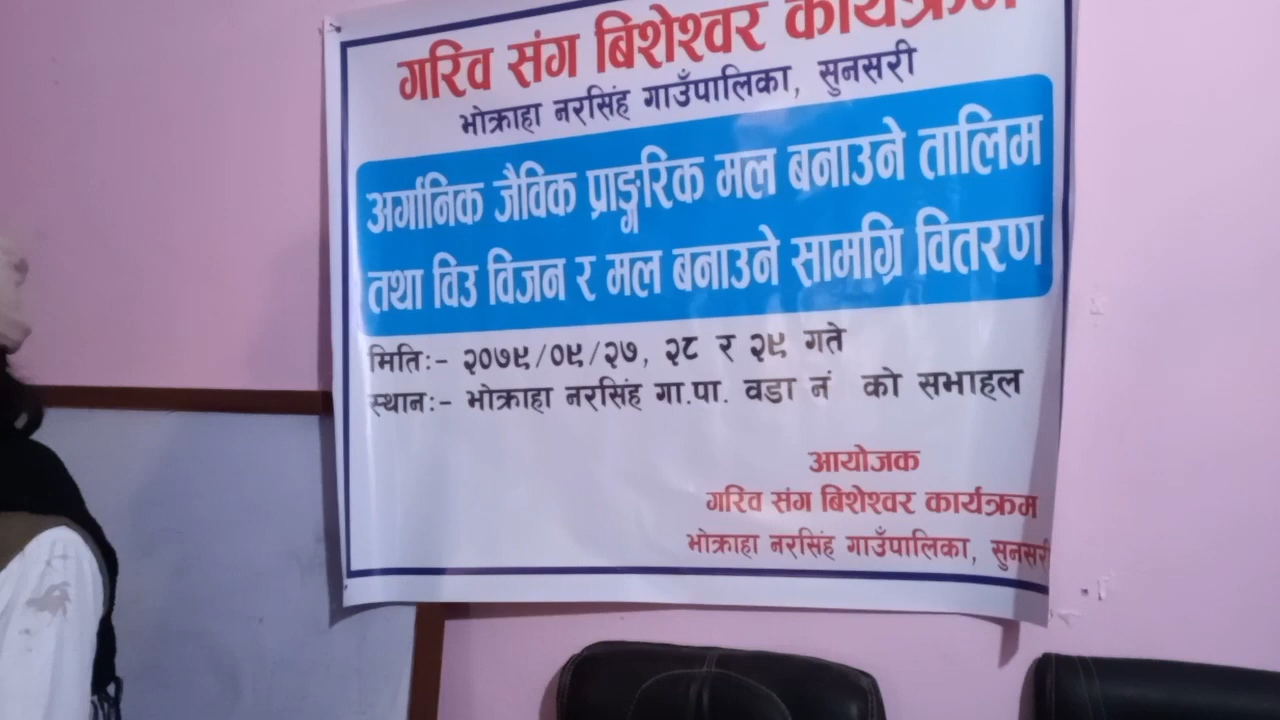 गरिव संग बिशेश्वर कार्यक्रम
भोक्राहा नरसिंह गाउँपालिका, सुनसरी
अर्गानिक जैविक प्राङ्गरिक मल बनाउने तालिम
तथा विउ विजन र मल बनाउने सामग्रि वितरण
मिति:- २०७९/०९/२७, २८ र २९ गते
स्थान:- भोक्राहा नरसिंह गा.पा. वडा नं को सभाहल
आयोजक
गरिव संग बिशेश्वर कार्यक्रम
भोक्राहा नरसिंह गाउँपालिका, सुनसरी